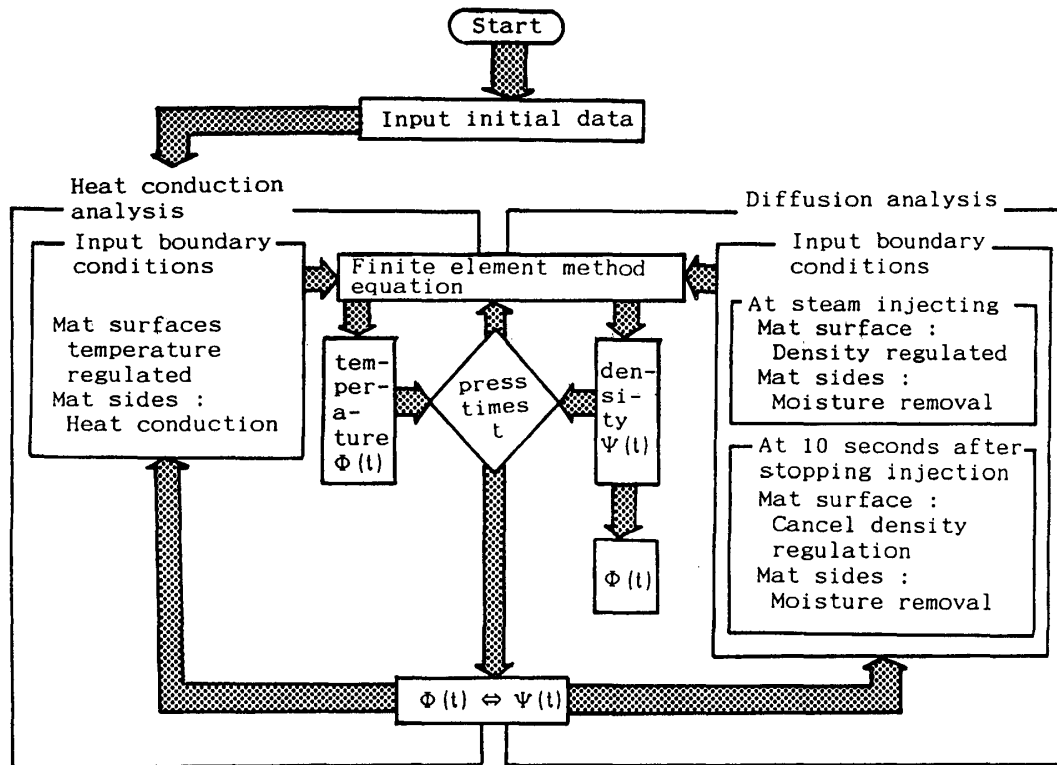 Start
Input initial data
Heat conduction
analysis
Input boundary
conditions
Mat surfaces
temperature
regulated
Mat sides :
Heat conduction
Finite element method
equation
tem-
per-
a-
ture
Φ(t)
press
times
t
den-
si-
ty
Ψ(t)
Φ(t)
Diffusion analysis
Input boundary
conditions
At steam injecting
Mat surface :
Density regulated
Mat sides :
Moisture removal
At 10 seconds after
stopping injection
Mat surface :
Cancel density
regulation
Mat sides :
Moisture removal
Φ(t) ⇔ Ψ(t)